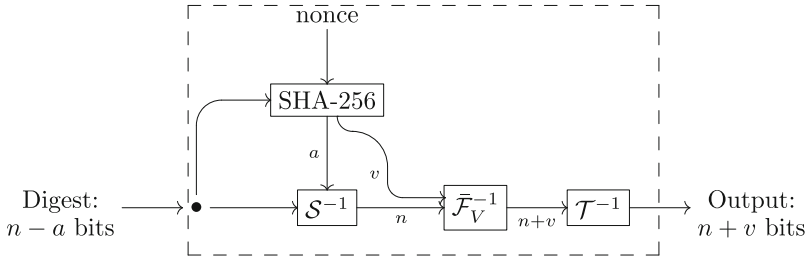 nonce
SHA-256
a
v
Digest:
n − a bits
𝒮⁻¹
n
ℱ̄_V⁻¹
n+v
𝒯⁻¹
Output:
n + v bits